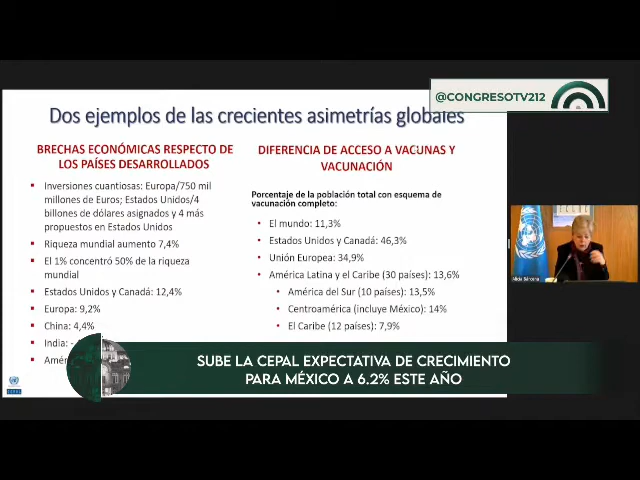 @CONGRESOTV212
Dos ejemplos de las crecientes asimetrías globales
BRECHAS ECONÓMICAS RESPECTO DE
LOS PAÍSES DESARROLLADOS
Inversiones cuantiosas: Europa/750 mil
millones de Euros; Estados Unidos/4
billones de dólares asignados y 4 más
propuestos en Estados Unidos
Riqueza mundial aumento 7,4%
El 1% concentró 50% de la riqueza
mundial
Estados Unidos y Canadá: 12,4%
Europa: 9,2%
China: 4,4%
India: -
Amér
DIFERENCIA DE ACCESO A VACUNAS Y
VACUNACIÓN
Porcentaje de la población total con esquema de
vacunación completo:
El mundo: 11,3%
Estados Unidos y Canadá: 46,3%
Unión Europea: 34,9%
América Latina y el Caribe (30 países): 13,6%
América del Sur (10 países): 13,5%
Centroamérica (incluye México): 14%
El Caribe (12 países): 7,9%
Alicia Bárcena
SUBE LA CEPAL EXPECTATIVA DE CRECIMIENTO
PARA MÉXICO A 6.2% ESTE AÑO